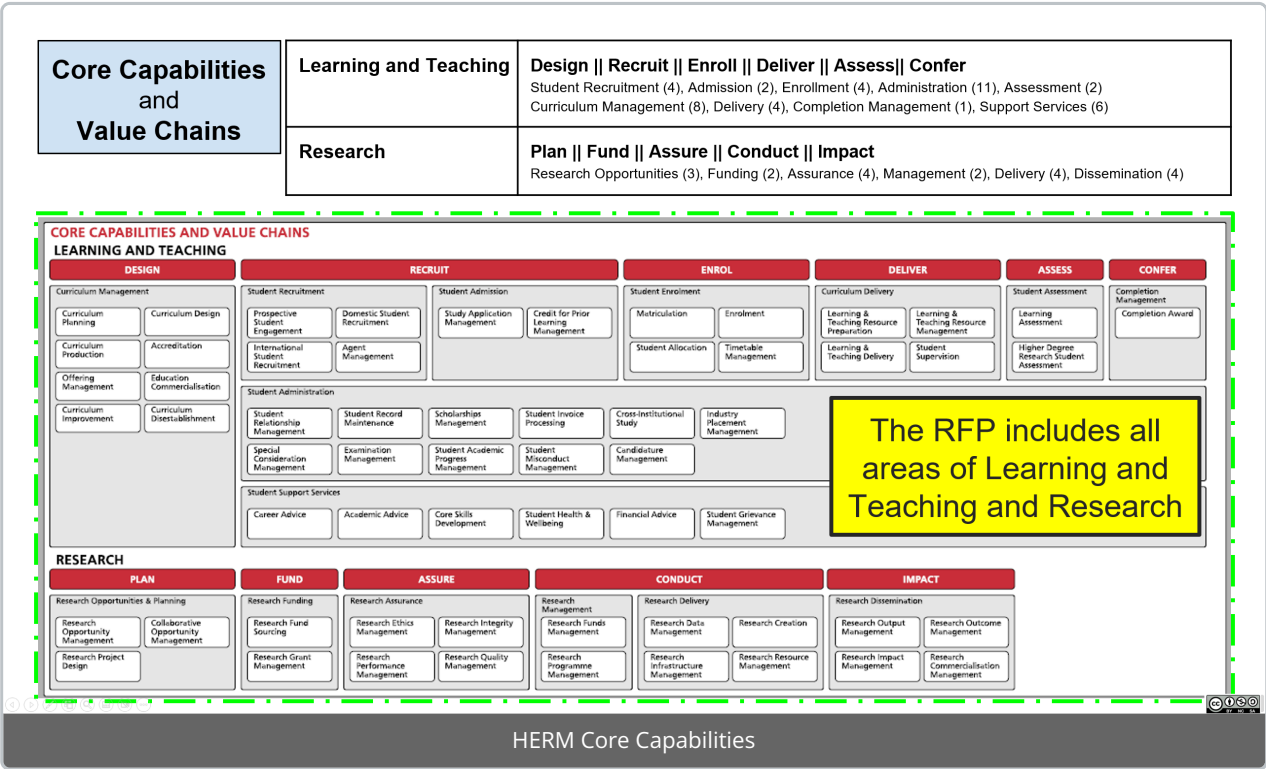 Core Capabilities
and
Value Chains
Learning and Teaching
Design || Recruit || Enroll || Deliver || Assess|| Confer
Student Recruitment (4), Admission (2), Enrollment (4), Administration (11), Assessment (2)
Curriculum Management (8), Delivery (4), Completion Management (1), Support Services (6)
Research
Plan || Fund || Assure || Conduct || Impact
Research Opportunities (3), Funding (2), Assurance (4), Management (2), Delivery (4), Dissemination (4)
CORE CAPABILITIES AND VALUE CHAINS
LEARNING AND TEACHING
DESIGN
Curriculum Management
Curriculum
Planning
Curriculum Design
Curriculum
Production
Accreditation
Offering
Management
Education
Commercialisation
Curriculum
Improvement
Curriculum
Disestablishment
RECRUIT
Student Recruitment
Prospective
Student
Engagement
Domestic Student
Recruitment
International
Student
Recruitment
Agent
Management
Student Admission
Study Application
Management
Credit for Prior
Learning
Management
ENROL
Student Enrolment
Matriculation
Enrolment
Student Allocation
Timetable
Management
DELIVER
Curriculum Delivery
Learning &
Teaching Resource
Preparation
Learning &
Teaching Resource
Management
Learning &
Teaching Delivery
Student
Supervision
ASSESS
Student Assessment
Learning
Assessment
Higher Degree
Research Student
Assessment
CONFER
Completion
Management
Completion Award
Student Administration
Student
Relationship
Management
Student Record
Maintenance
Scholarships
Management
Student Invoice
Processing
Cross-Institutional
Study
Industry
Placement
Management
Special
Consideration
Management
Examination
Management
Student Academic
Progress
Management
Student
Misconduct
Management
Candidature
Management
Student Support Services
Career Advice
Academic Advice
Core Skills
Development
Student Health &
Wellbeing
Financial Advice
Student Grievance
Management
The RFP includes all
areas of Learning and
Teaching and Research
RESEARCH
PLAN
Research Opportunities & Planning
Research
Opportunity
Management
Collaborative
Opportunity
Management
Research Project
Design
FUND
Research Funding
Research Fund
Sourcing
Research Grant
Management
ASSURE
Research Assurance
Research Ethics
Management
Research Integrity
Management
Research
Performance
Management
Research Quality
Management
CONDUCT
Research
Management
Research Funds
Management
Research
Programme
Management
Research Delivery
Research Data
Management
Research Creation
Research
Infrastructure
Management
Research Resource
Management
IMPACT
Research Dissemination
Research Output
Management
Research Outcome
Management
Research Impact
Management
Research
Commercialisation
Management
cc
BY NC SA
HERM Core Capabilities